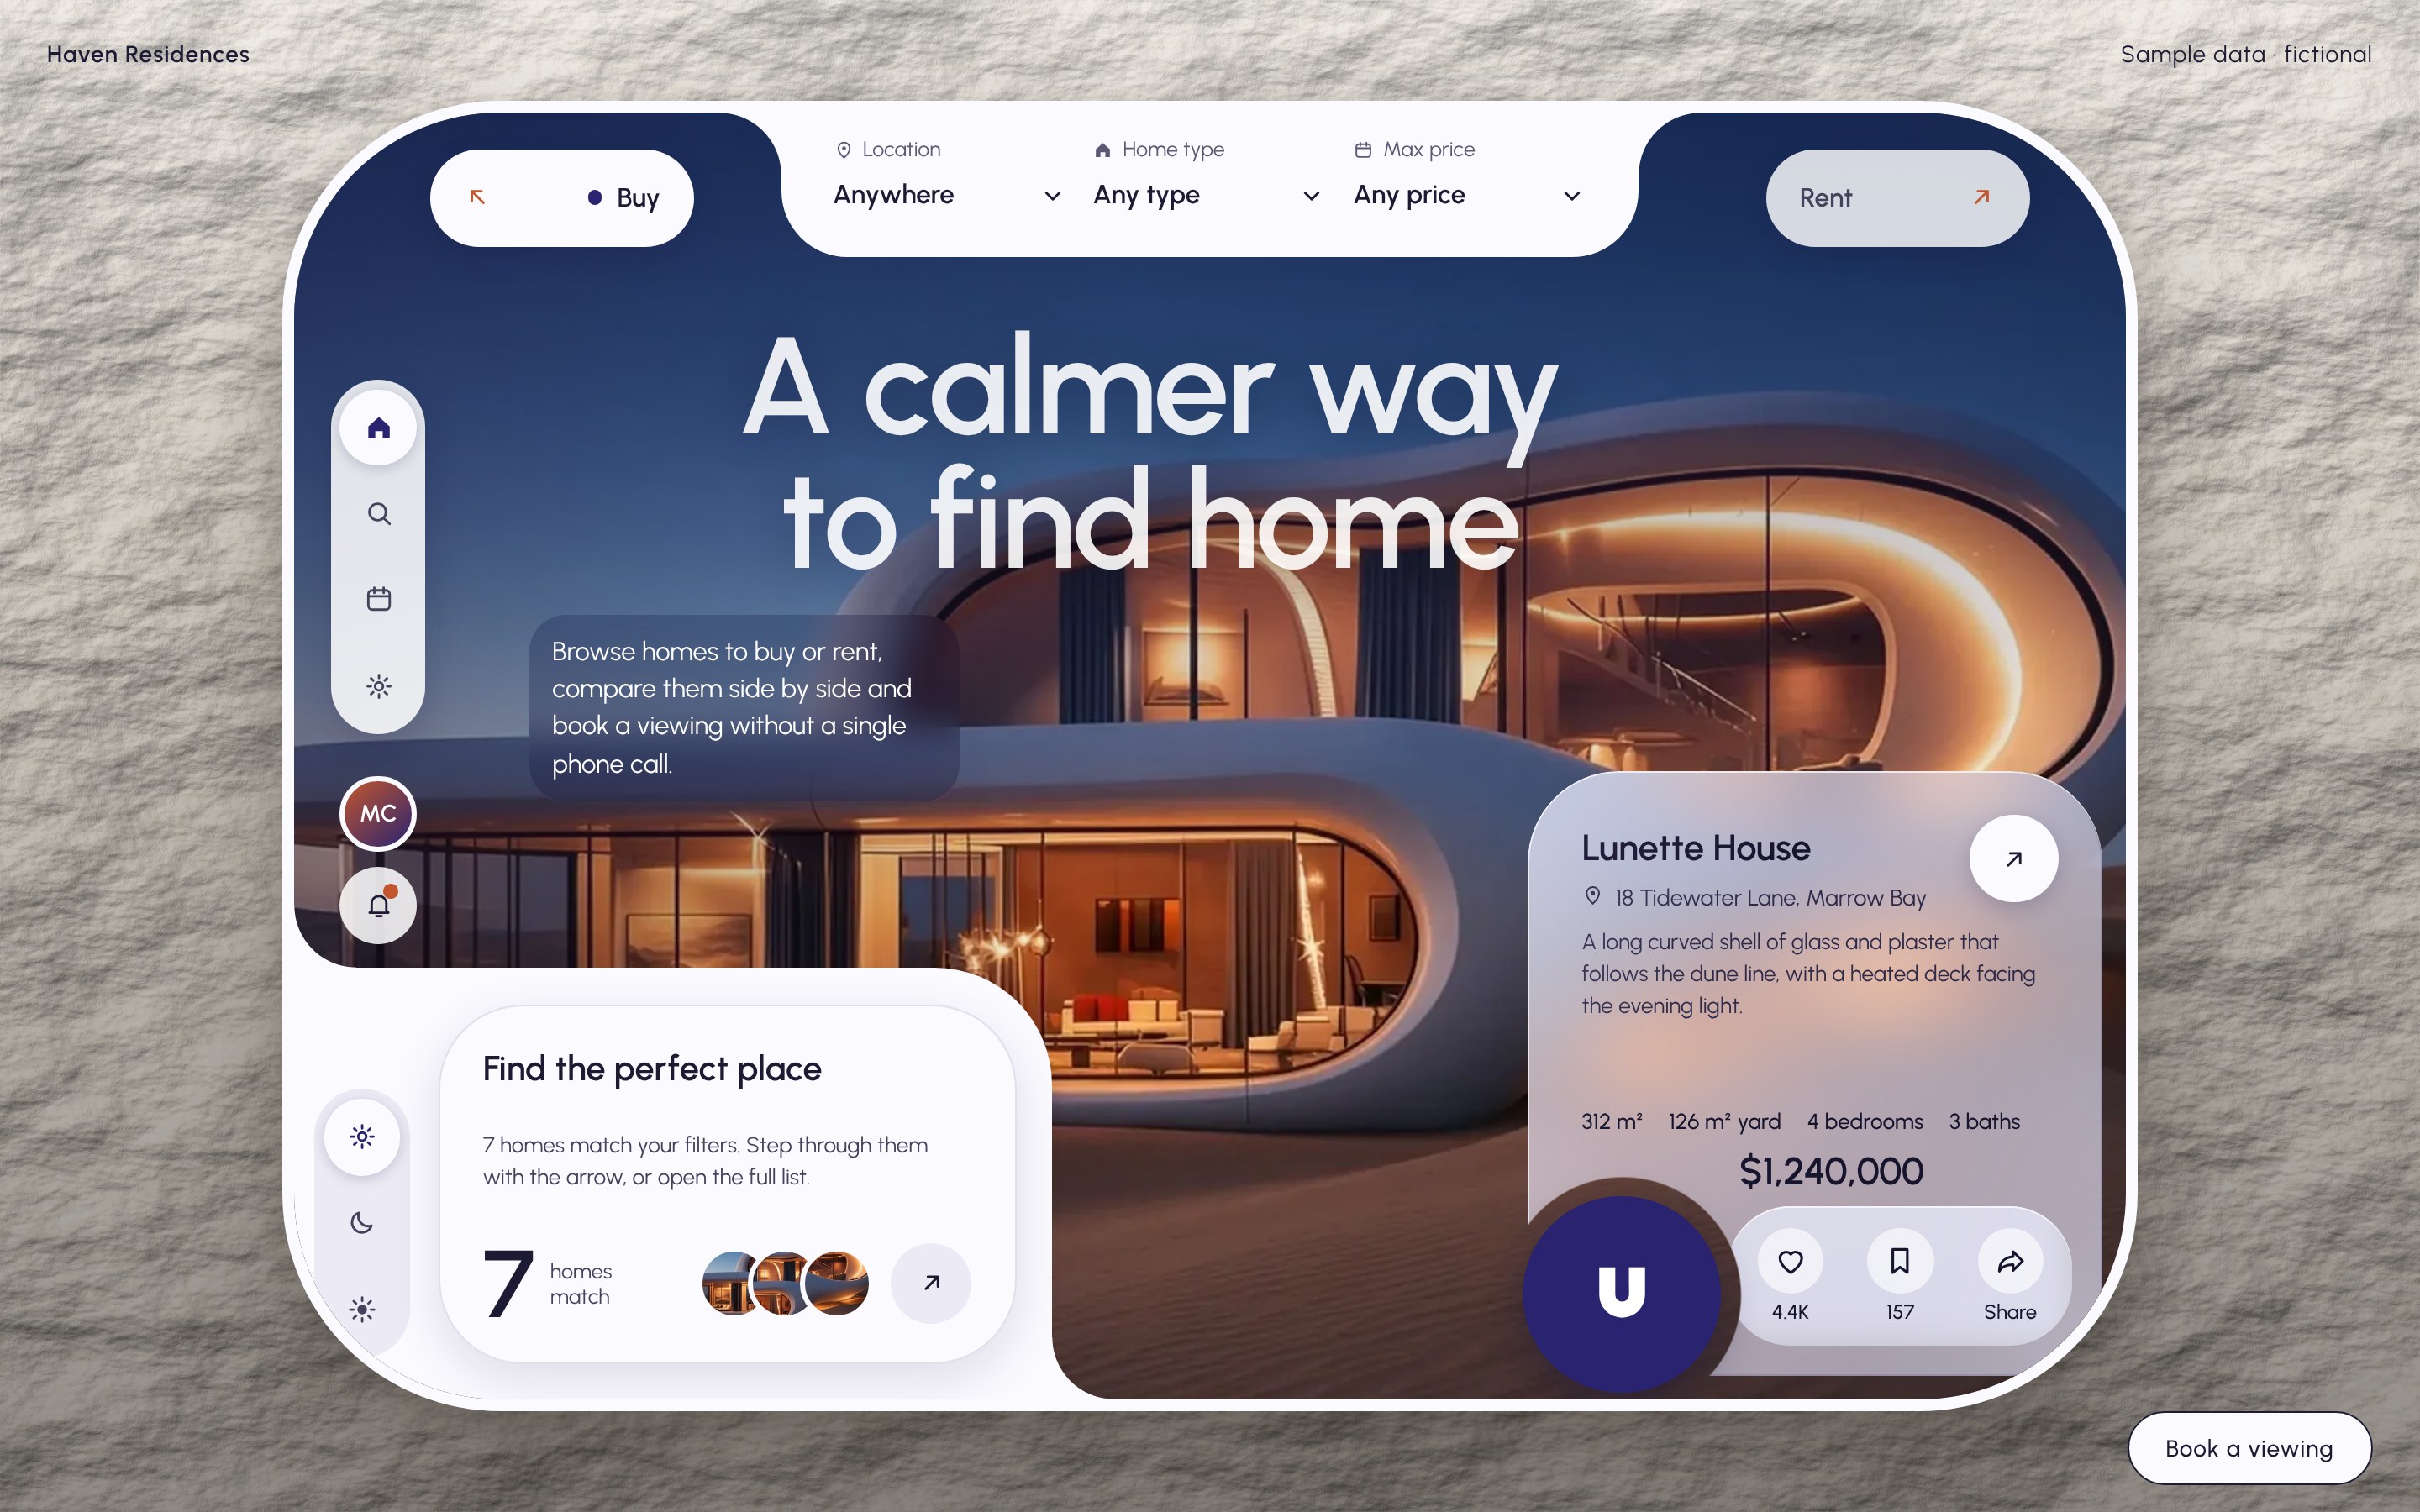 Haven Residences
Sample data · fictional
Buy
Location
Anywhere
Home type
Any type
Max price
Any price
Rent
A calmer way
to find home
Browse homes to buy or rent,
compare them side by side and
book a viewing without a single
phone call.
MC
Lunette House
18 Tidewater Lane, Marrow Bay
A long curved shell of glass and plaster that
follows the dune line, with a heated deck facing
the evening light.
312 m² 126 m² yard 4 bedrooms 3 baths
$1,240,000
U
4.4K
157
Share
Find the perfect place
7 homes match your filters. Step through them
with the arrow, or open the full list.
7
homes
match
Book a viewing